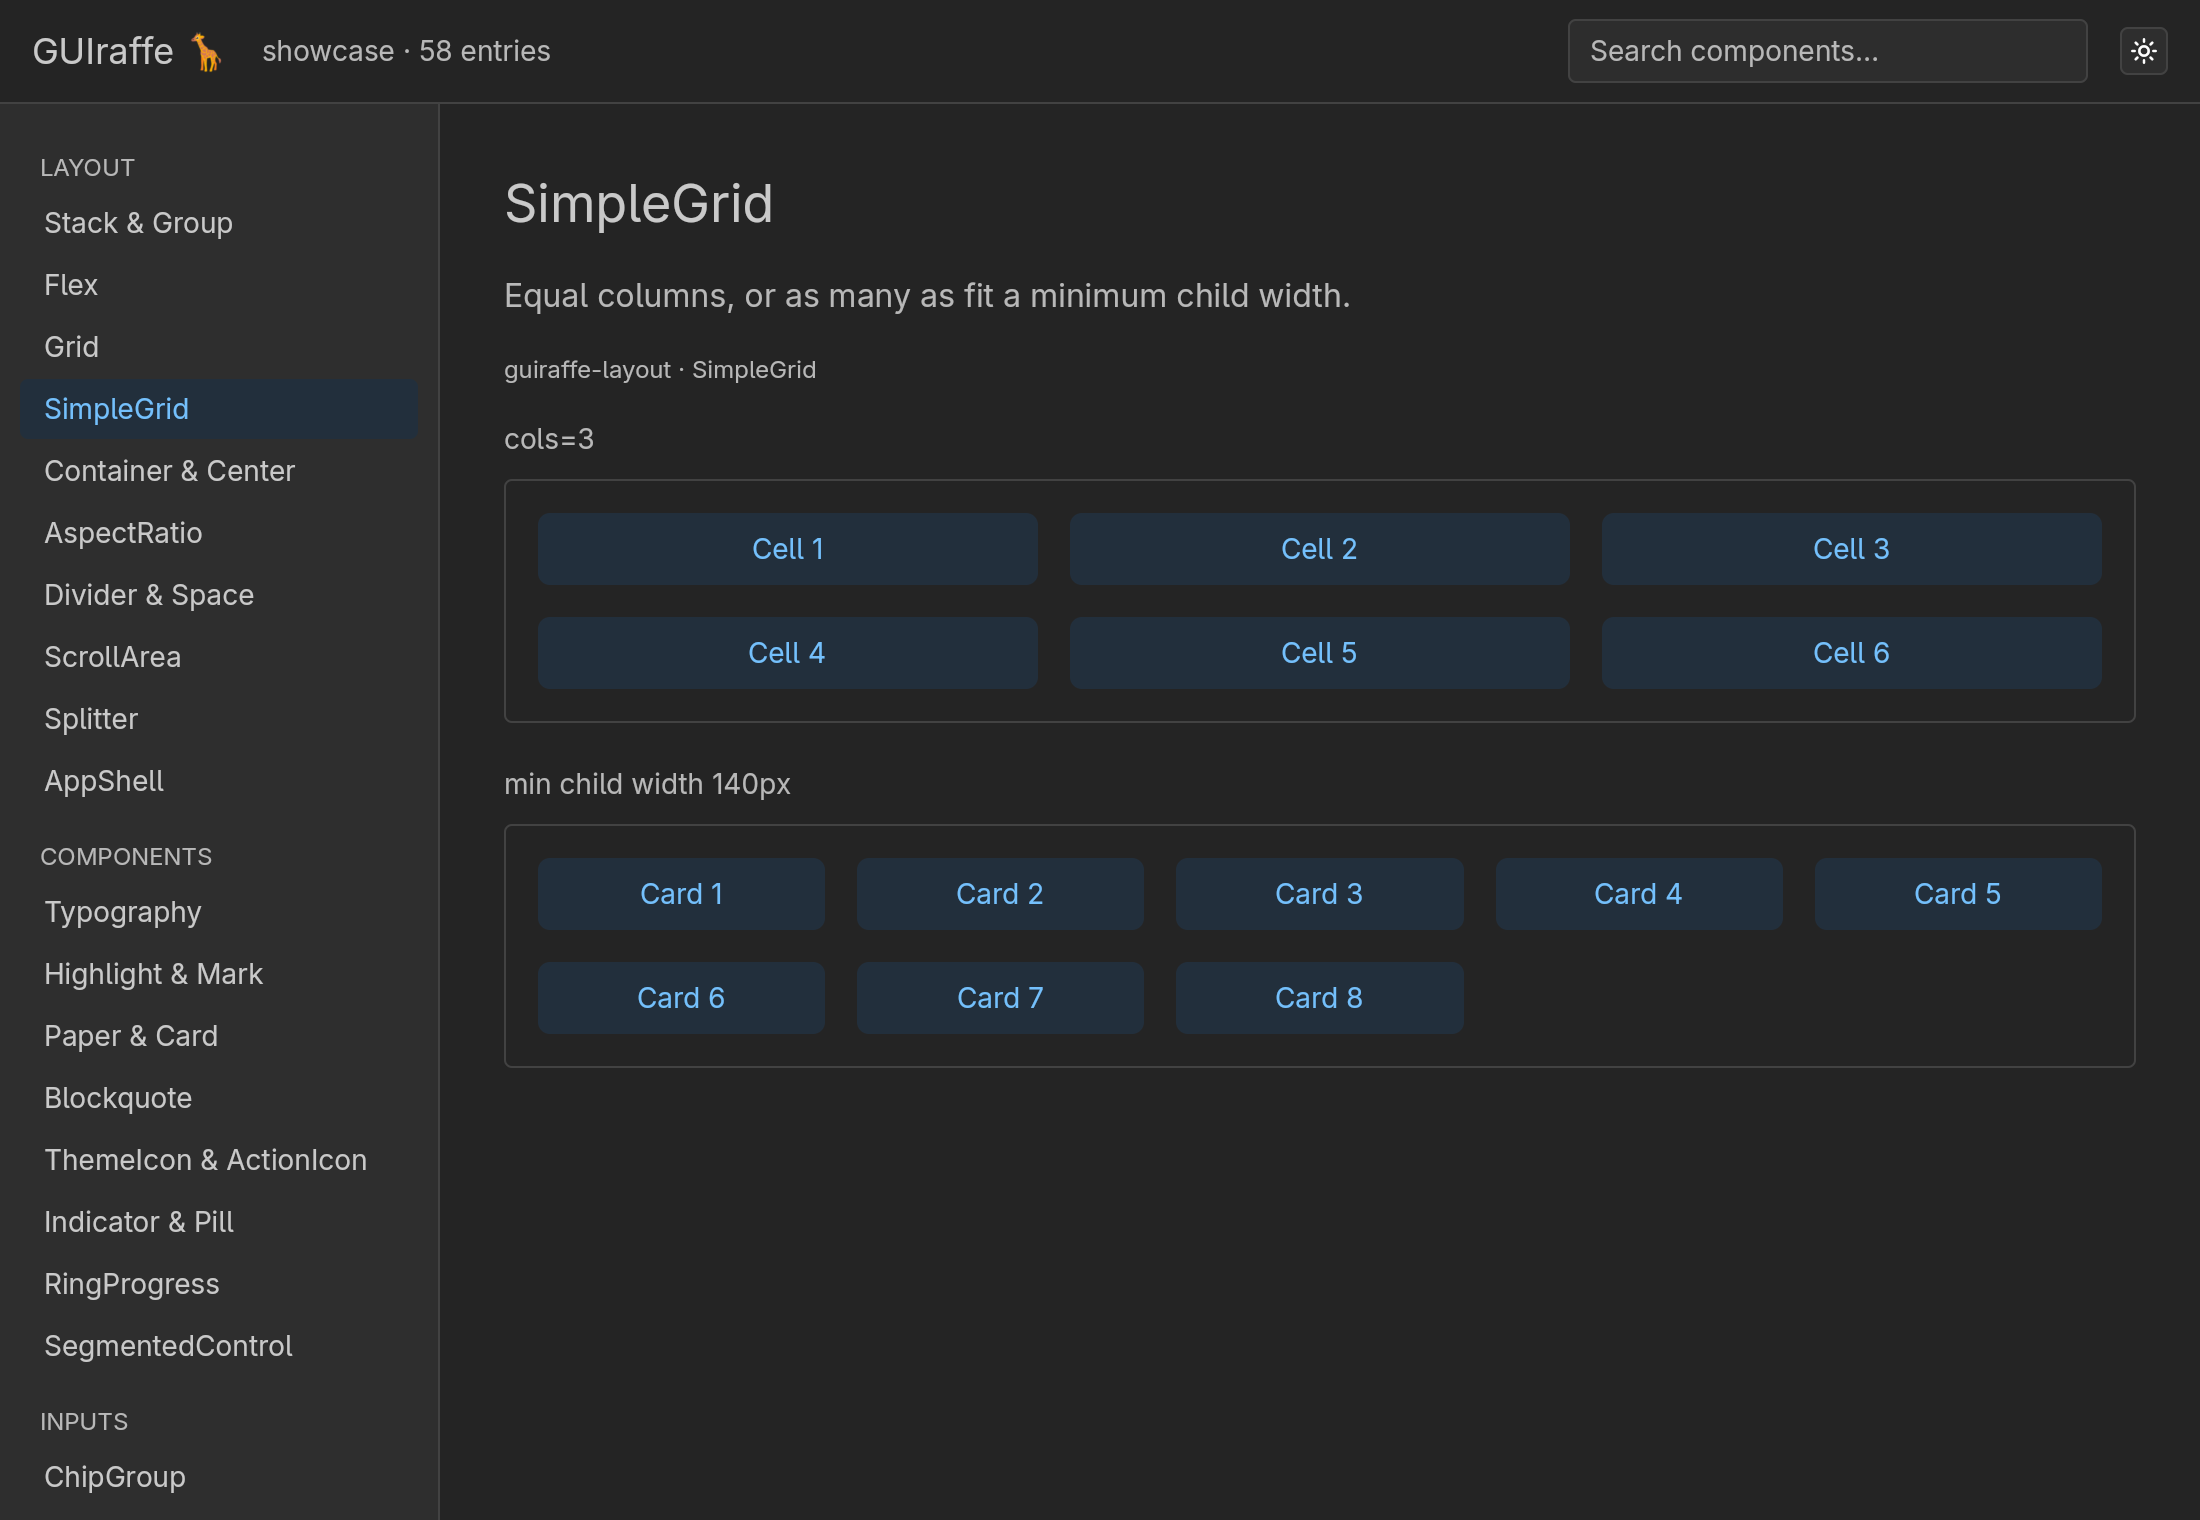 GUIraffe 🦒 showcase · 58 entries
Search components...
LAYOUT
Stack & Group
Flex
Grid
SimpleGrid
Container & Center
AspectRatio
Divider & Space
ScrollArea
Splitter
AppShell
COMPONENTS
Typography
Highlight & Mark
Paper & Card
Blockquote
ThemeIcon & ActionIcon
Indicator & Pill
RingProgress
SegmentedControl
INPUTS
ChipGroup
SimpleGrid
Equal columns, or as many as fit a minimum child width.
guiraffe-layout · SimpleGrid
cols=3
Cell 1
Cell 2
Cell 3
Cell 4
Cell 5
Cell 6
min child width 140px
Card 1
Card 2
Card 3
Card 4
Card 5
Card 6
Card 7
Card 8